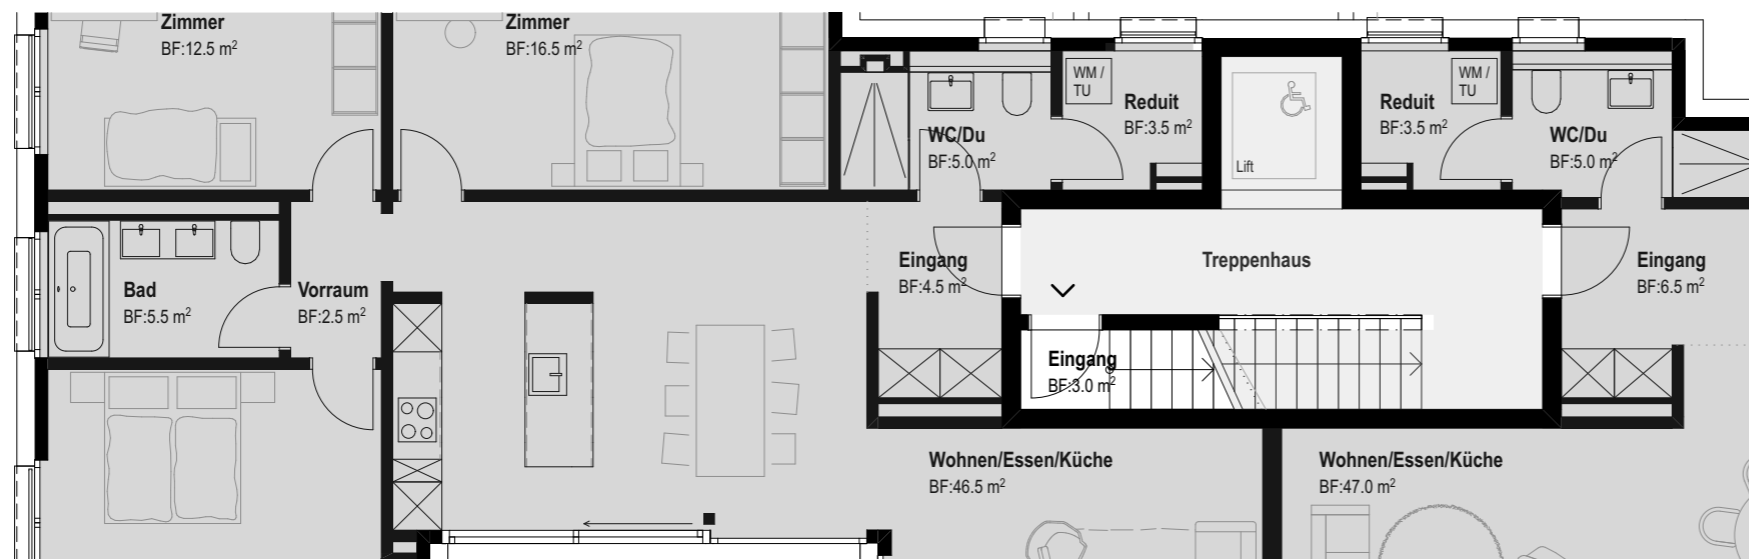 Zimmer
BF:12.5 m²
Zimmer
BF:16.5 m²
WM /
TU
Reduit
BF:3.5 m²
WC/Du
BF:5.0 m²
Lift
Reduit
BF:3.5 m²
WM /
TU
WC/Du
BF:5.0 m²
Bad
BF:5.5 m²
Vorraum
BF:2.5 m²
Eingang
BF:4.5 m²
Treppenhaus
Eingang
BF:6.5 m²
Eingang
BF:3.0 m²
Wohnen/Essen/Küche
BF:46.5 m²
Wohnen/Essen/Küche
BF:47.0 m²